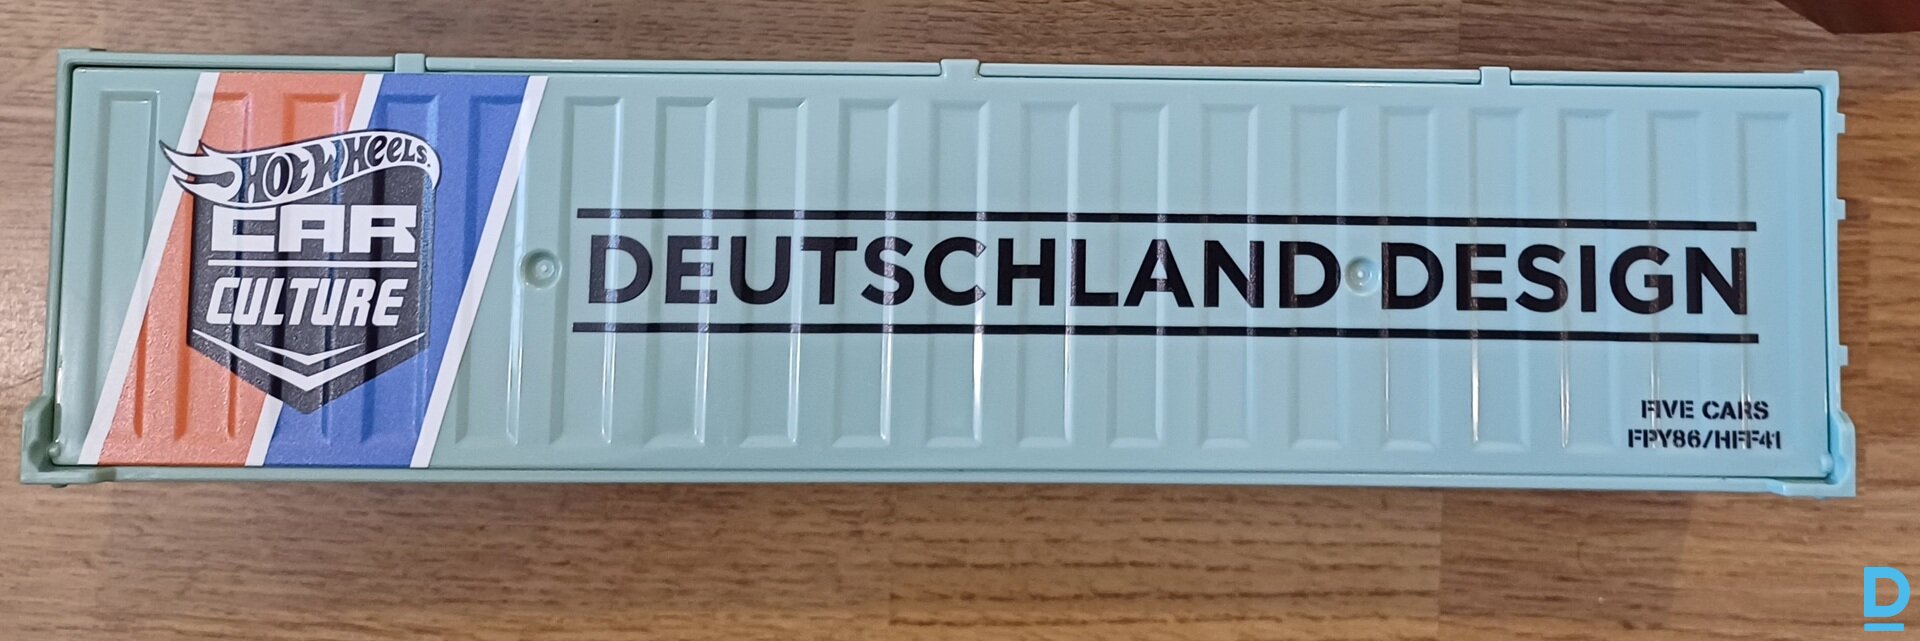 HOT WHEELS
CAR
CULTURE
DEUTSCHLAND DESIGN
FIVE CARS
FPY86/HFF41
D